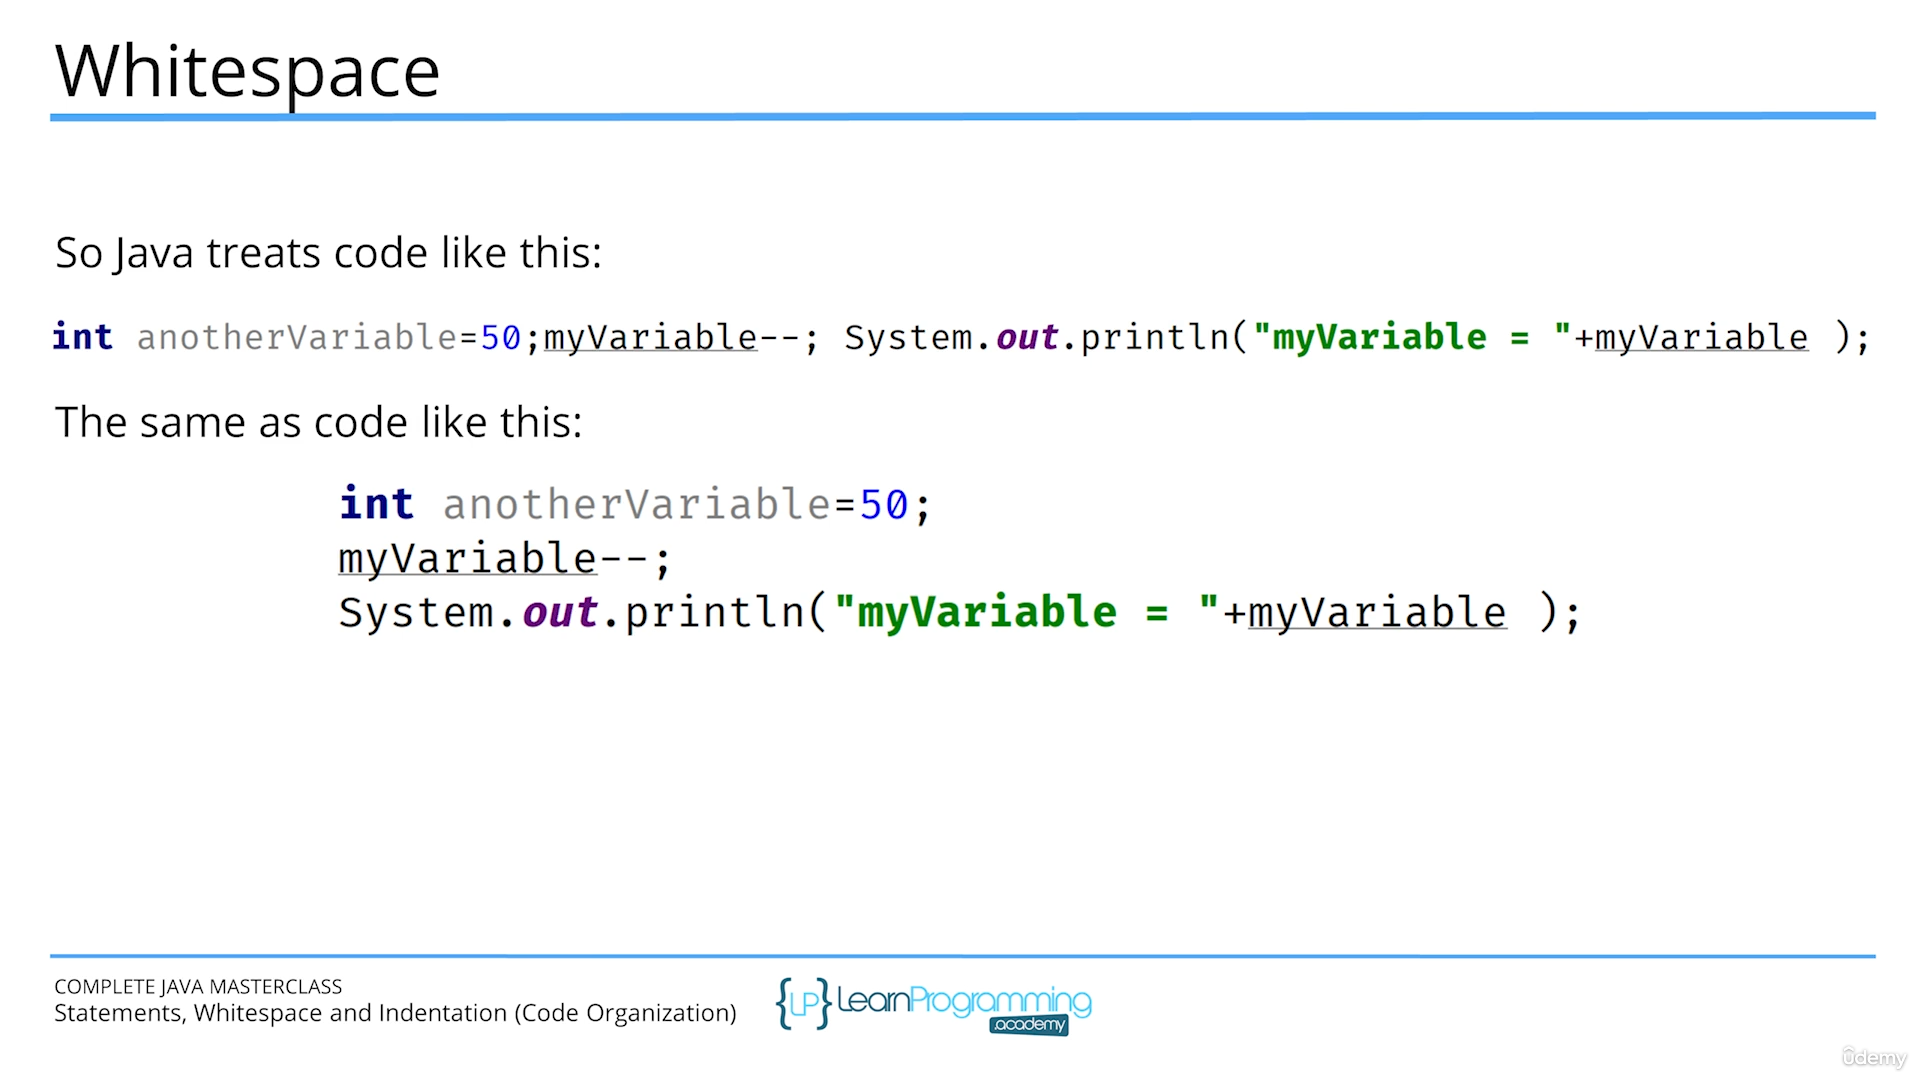 Whitespace
So Java treats code like this:
int anotherVariable=50;myVariable--; System.out.println("myVariable = "+myVariable );
The same as code like this:
int anotherVariable=50;
myVariable--;
System.out.println("myVariable = "+myVariable );
COMPLETE JAVA MASTERCLASS
Statements, Whitespace and Indentation (Code Organization)
{LP} LearnProgramming
.academy
ûdemy